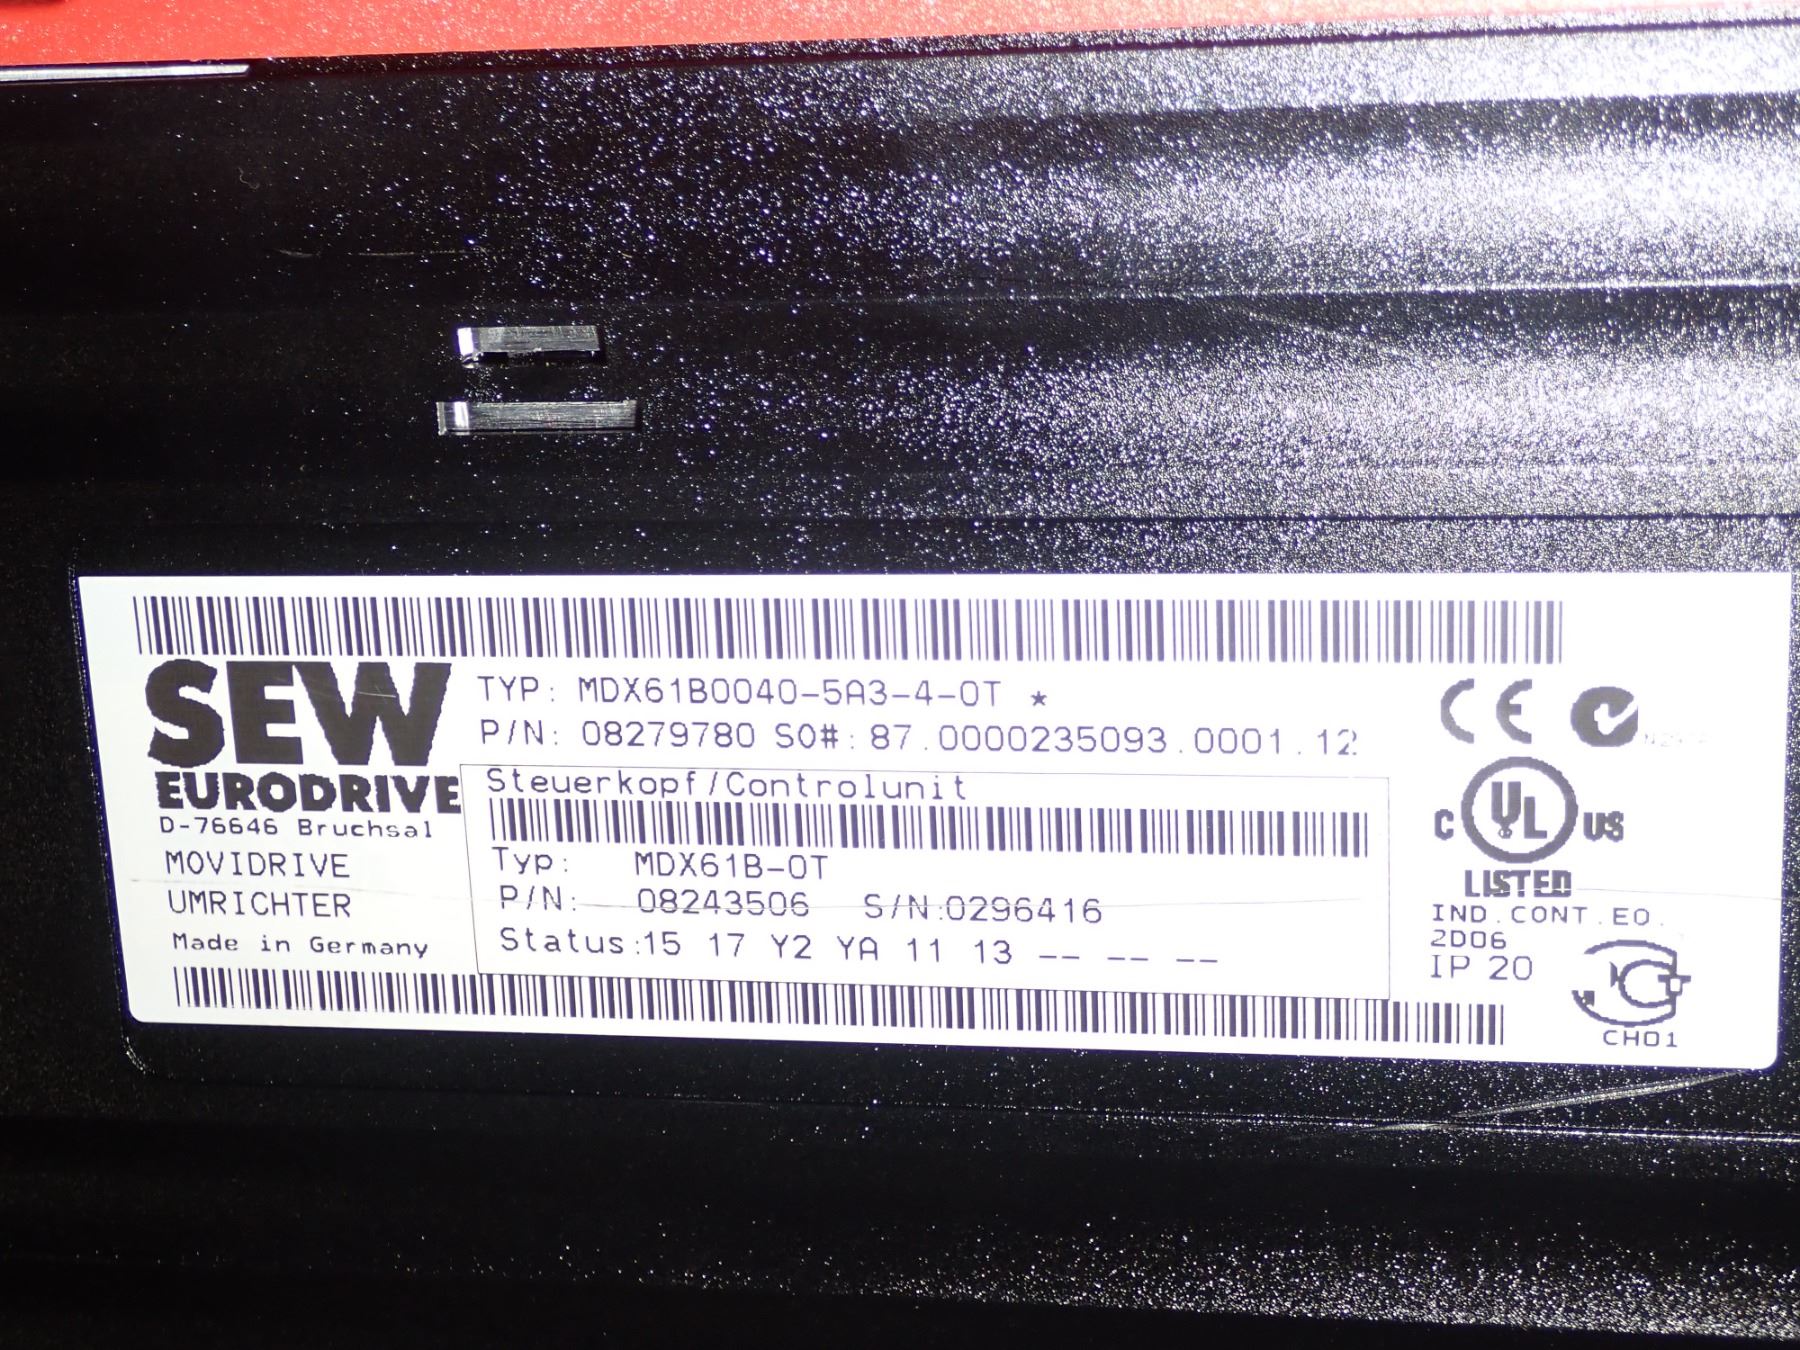 SEW
EURODRIVE
D-76646 Bruchsal
MOVIDRIVE
UMRICHTER
Made in Germany
TYP: MDX61B0040-5A3-4-0T *
P/N: 08279780 SO#: 87.0000235093.0001.12
Steuerkopf/Controlunit
Typ: MDX61B-0T
P/N: 08243506 S/N:0296416
Status:15 17 Y2 YA 11 13 -- -- --
CE
C UL US
LISTED
IND.CONT.EQ.
2D06
IP 20
CH01